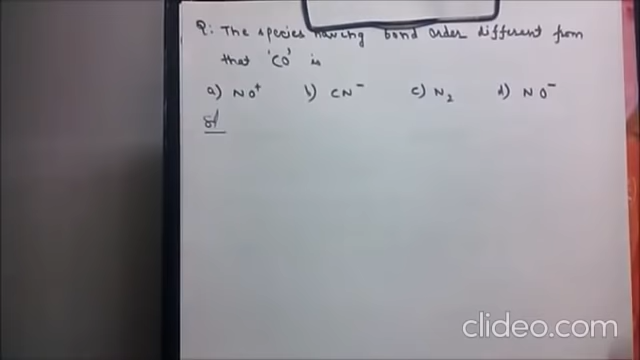 Q: The species having bond order different from
that 'CO' is
a) NO⁺ b) CN⁻ c) N₂ d) NO⁻
Sol
clideo.com